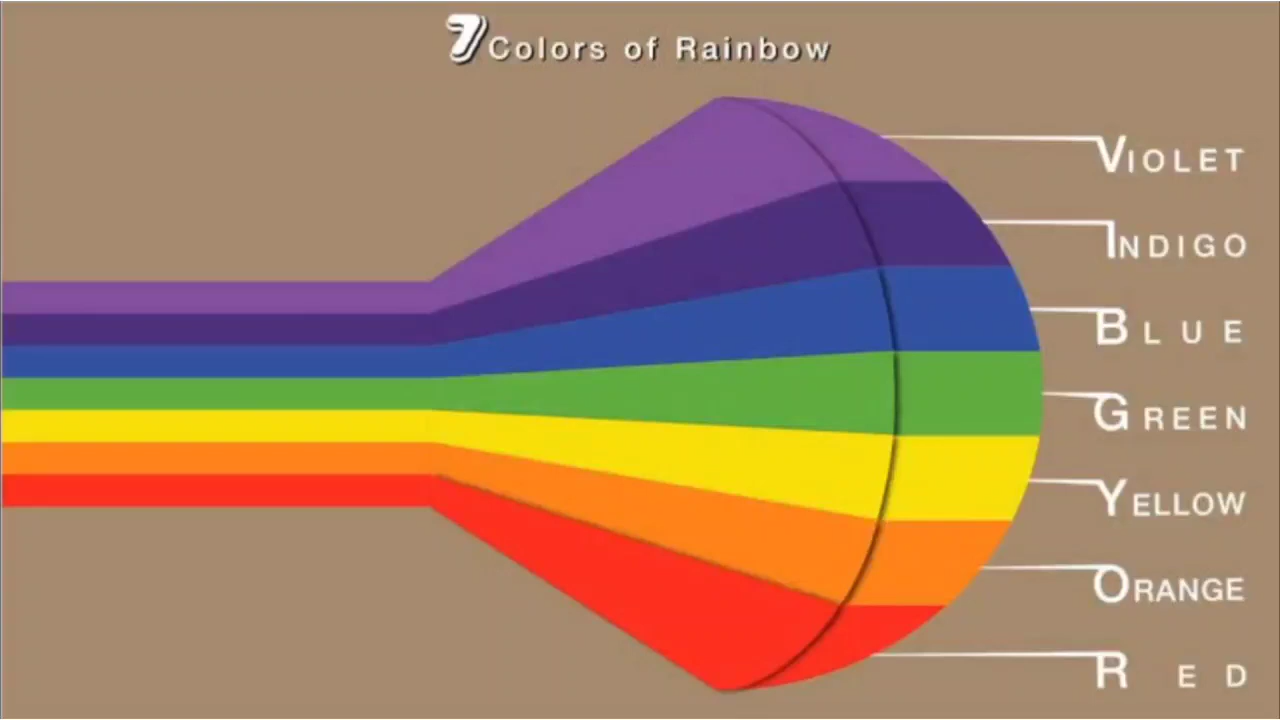 7 Colors of Rainbow
VIOLET
INDIGO
BLUE
GREEN
YELLOW
ORANGE
RED